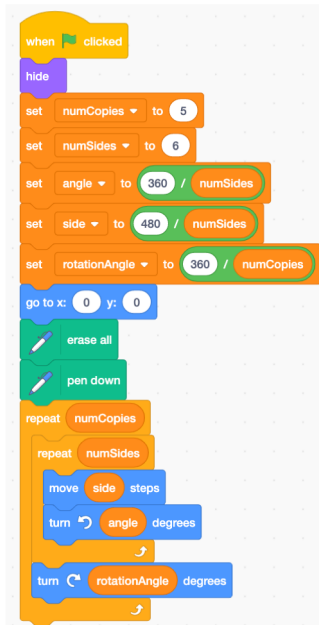 when clicked
hide
set numCopies to 5
set numSides to 6
set angle to 360 / numSides
set side to 480 / numSides
set rotationAngle to 360 / numCopies
go to x: 0 y: 0
erase all
pen down
repeat numCopies
repeat numSides
move side steps
turn angle degrees
turn rotationAngle degrees